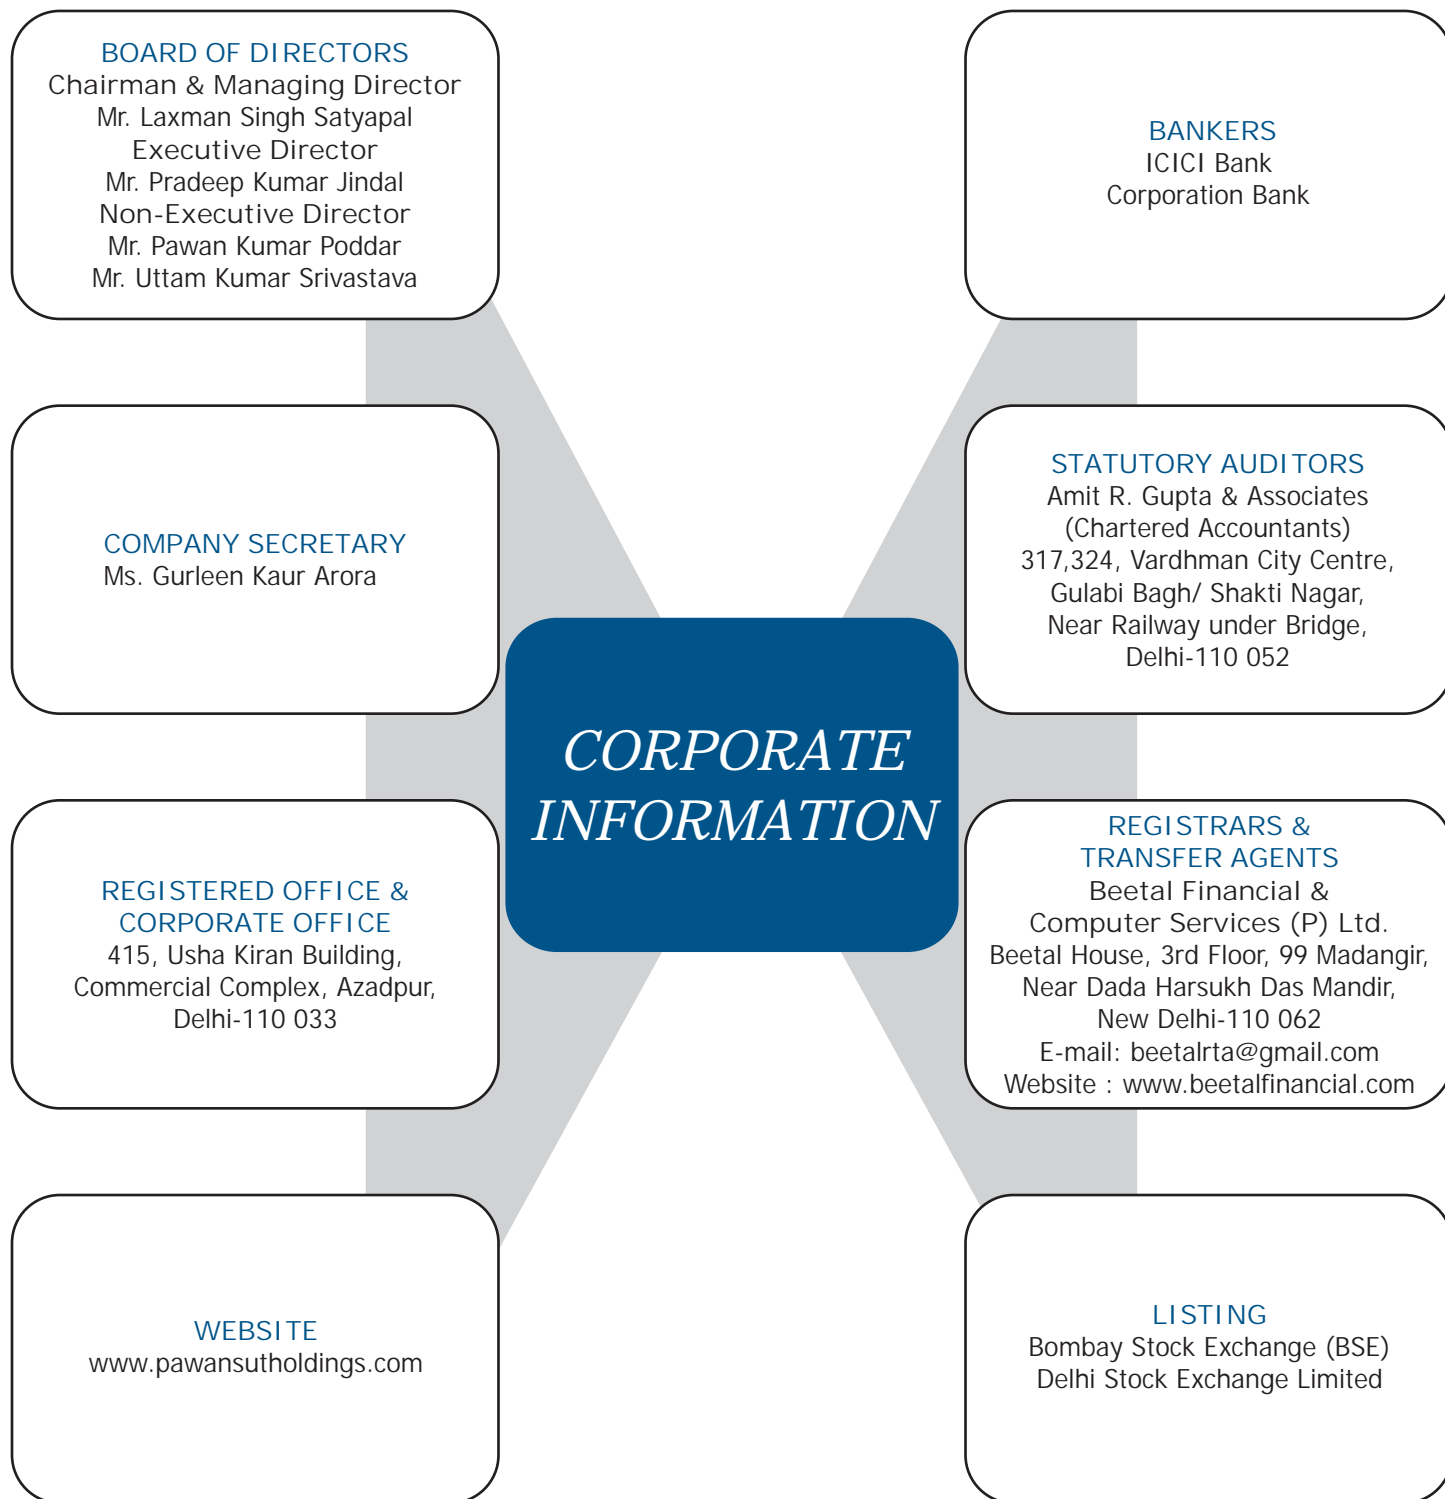 BOARD OF DIRECTORS
Chairman & Managing Director
Mr. Laxman Singh Satyapal
Executive Director
Mr. Pradeep Kumar Jindal
Non-Executive Director
Mr. Pawan Kumar Poddar
Mr. Uttam Kumar Srivastava
COMPANY SECRETARY
Ms. Gurleen Kaur Arora
REGISTERED OFFICE &
CORPORATE OFFICE
415, Usha Kiran Building,
Commercial Complex, Azadpur,
Delhi-110 033
WEBSITE
www.pawansutholdings.com
CORPORATE
INFORMATION
BANKERS
ICICI Bank
Corporation Bank
STATUTORY AUDITORS
Amit R. Gupta & Associates
(Chartered Accountants)
317,324, Vardhman City Centre,
Gulabi Bagh/ Shakti Nagar,
Near Railway under Bridge,
Delhi-110 052
REGISTRARS &
TRANSFER AGENTS
Beetal Financial &
Computer Services (P) Ltd.
Beetal House, 3rd Floor, 99 Madangir,
Near Dada Harsukh Das Mandir,
New Delhi-110 062
E-mail: beetalrta@gmail.com
Website : www.beetalfinancial.com
LISTING
Bombay Stock Exchange (BSE)
Delhi Stock Exchange Limited